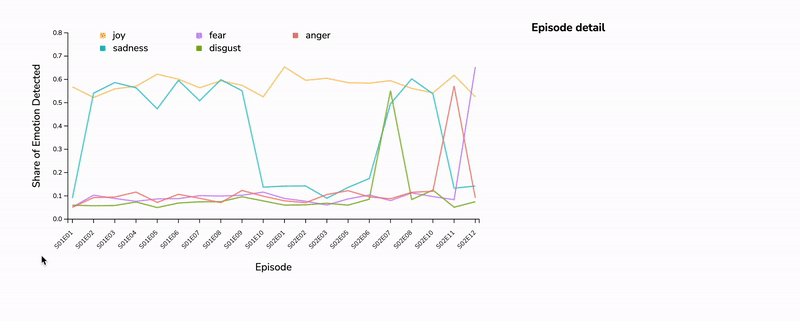 Episode detail
joy
fear
anger
sadness
disgust
Share of Emotion Detected
0.8
0.7
0.6
0.5
0.4
0.3
0.2
0.1
0.0
S01E01
S01E02
S01E03
S01E04
S01E05
S01E06
S01E07
S01E08
S01E09
S01E10
S02E01
S02E02
S02E03
S02E05
S02E06
S02E07
S02E08
S02E10
S02E11
S02E12
Episode